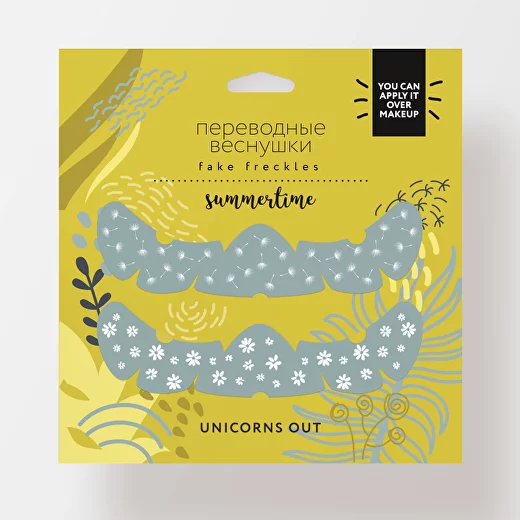 YOU CAN
APPLY IT
OVER
MAKEUP
переводные
веснушки
fake freckles
summertime
UNICORNS OUT